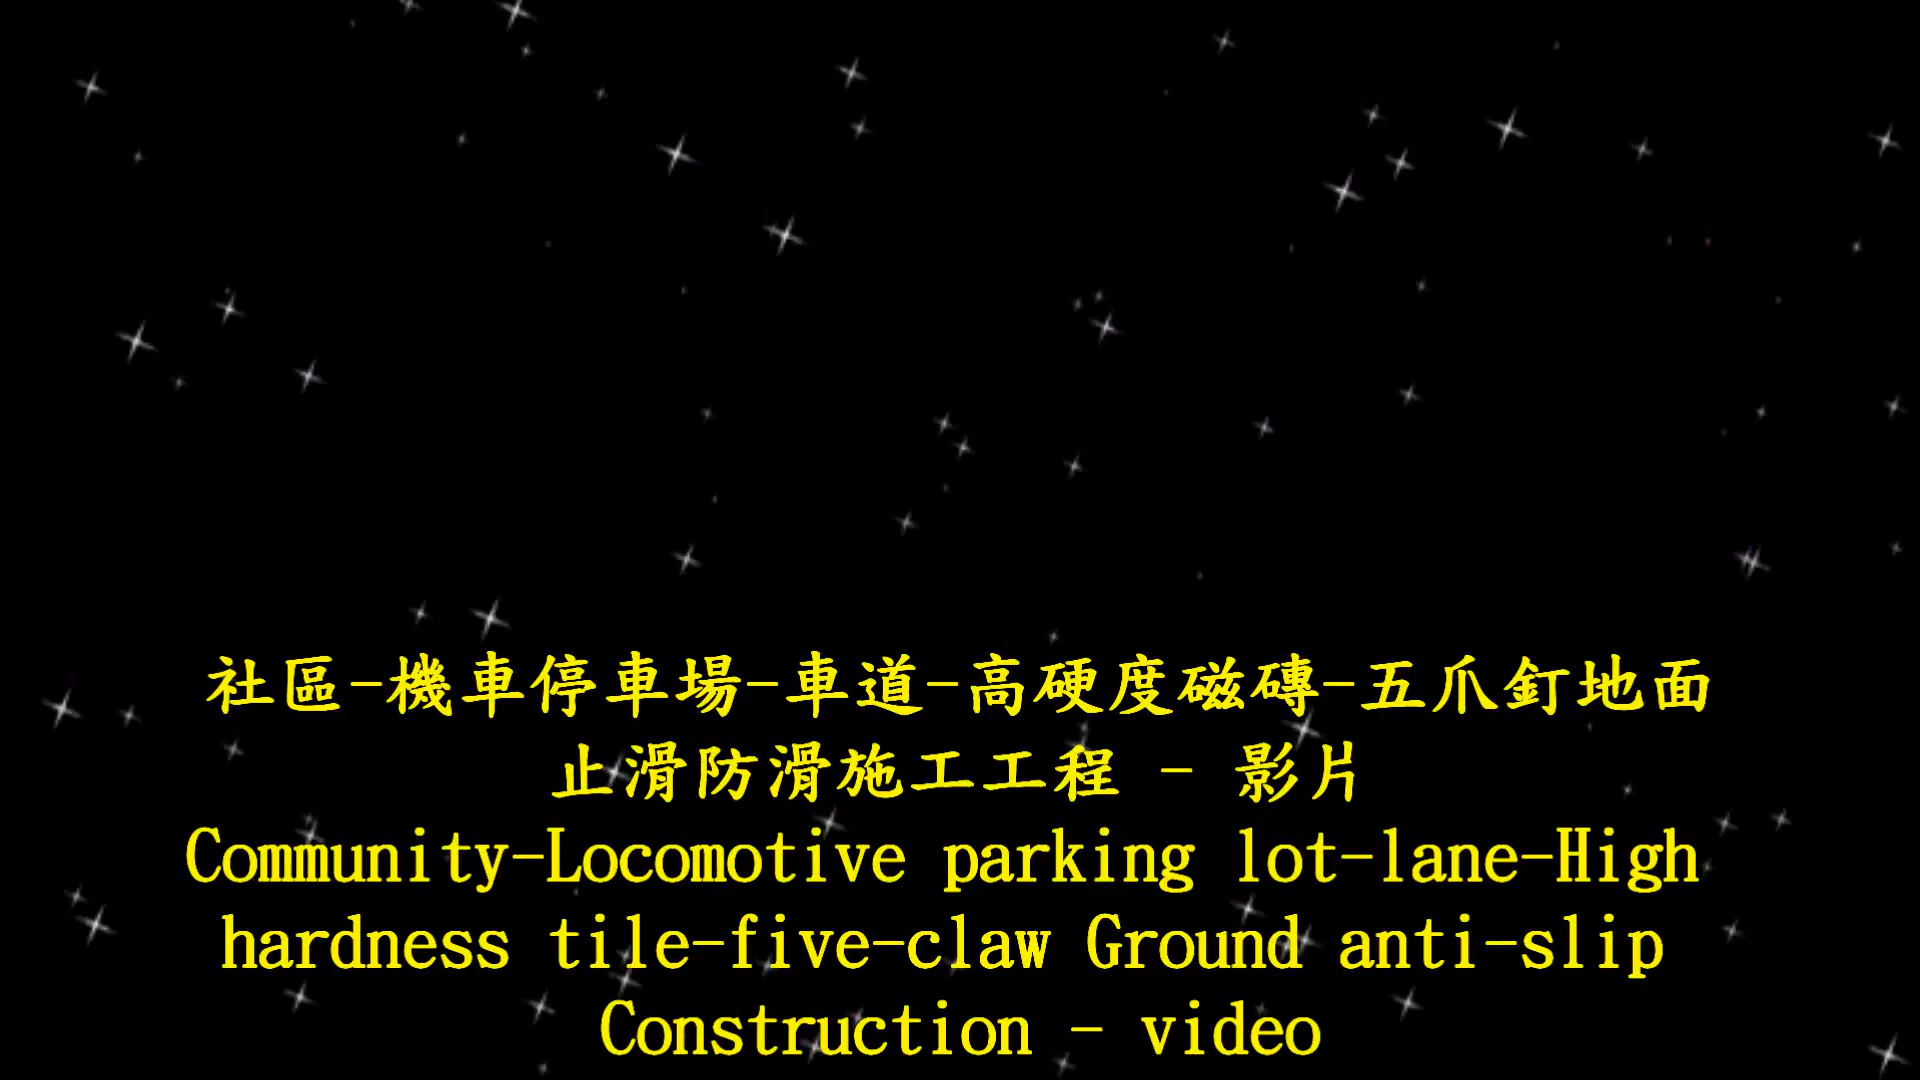 社區-機車停車場-車道-高硬度磁磚-五爪釘地面
止滑防滑施工工程 - 影片
Community-Locomotive parking lot-lane-High
hardness tile-five-claw Ground anti-slip
Construction - video